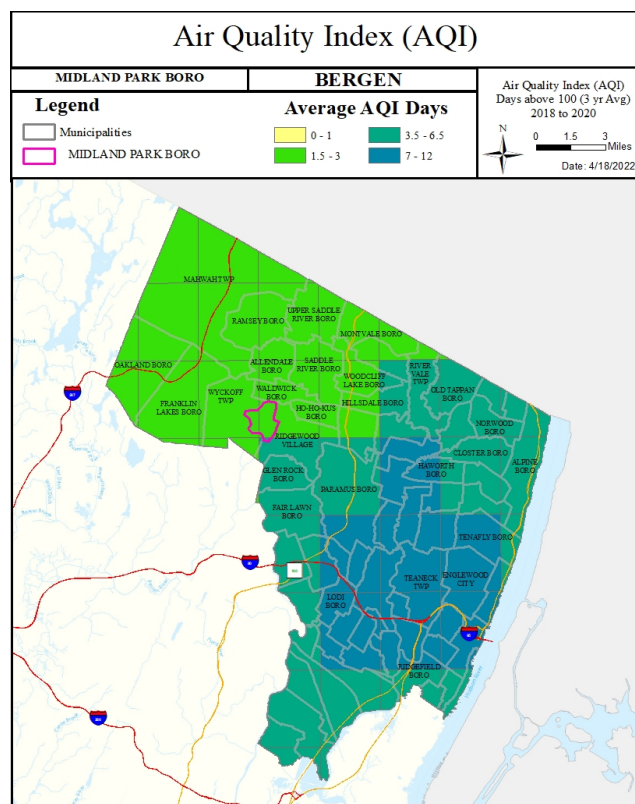 Air Quality Index (AQI)
MIDLAND PARK BORO
BERGEN
Legend
Municipalities
MIDLAND PARK BORO
Average AQI Days
0 - 1
1.5 - 3
3.5 - 6.5
7 - 12
Air Quality Index (AQI)
Days above 100 (3 yr Avg)
2018 to 2020
N
0 1.5 3
Miles
Date: 4/18/2022
MAHWAH TWP
UPPER SADDLE
RIVER BORO
RAMSEY BORO
MONTVALE BORO
OAKLAND BORO
ALLENDALE
BORO
SADDLE
RIVER BORO
RIVER
VALE
TWP
WOODCLIFF
LAKE BORO
OLD TAPPAN
BORO
FRANKLIN
LAKES BORO
WYCKOFF
TWP
WALDWICK
BORO
HILLSDALE BORO
HO-HO-KUS
BORO
NORWOOD
BORO
RIDGEWOOD
VILLAGE
CLOSTER BORO
ALPINE
BORO
HAWORTH
BORO
GLEN ROCK
BORO
PARAMUS BORO
FAIR LAWN
BORO
TENAFLY BORO
TEANECK
TWP
ENGLEWOOD
CITY
LODI
BORO
RIDGEFIELD
BORO